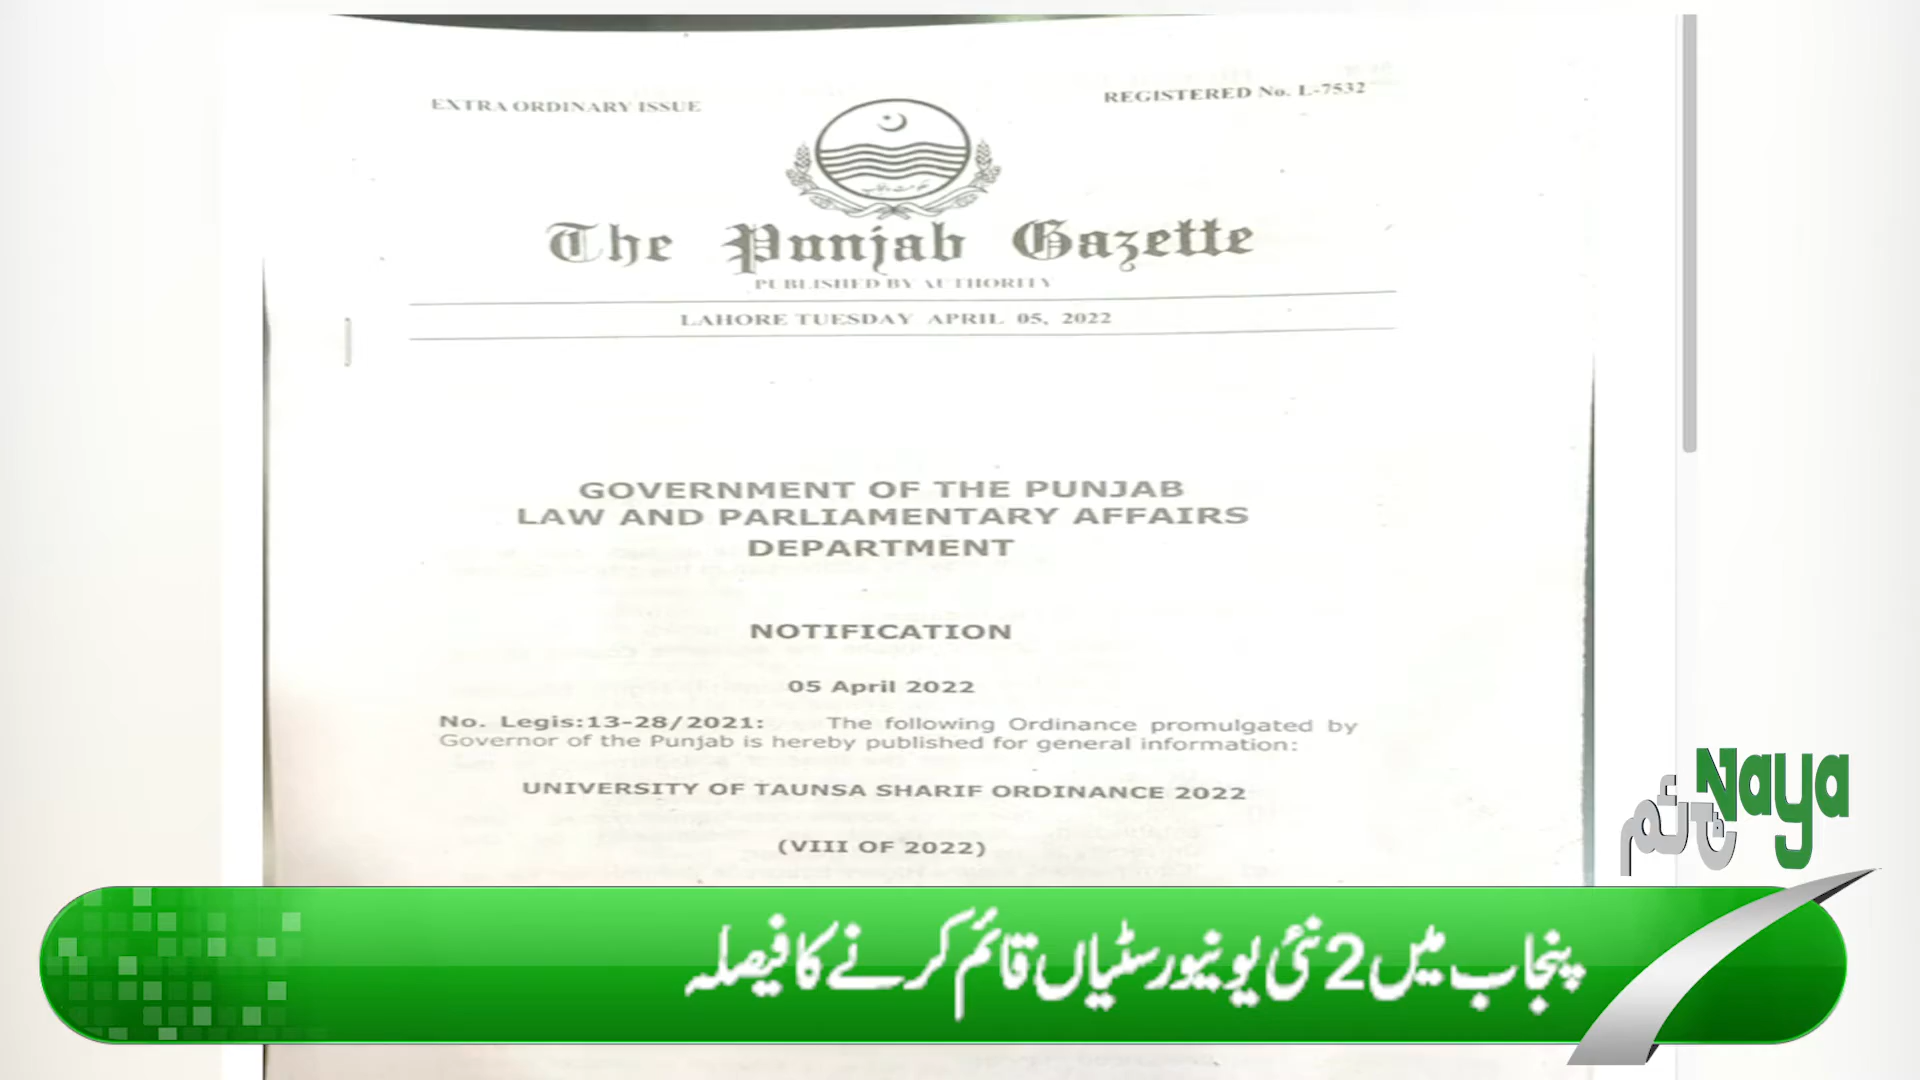 EXTRA ORDINARY ISSUE
REGISTERED No. L-7532
حکومت پنجاب
The Punjab Gazette
PUBLISHED BY AUTHORITY
LAHORE TUESDAY APRIL 05, 2022
GOVERNMENT OF THE PUNJAB
LAW AND PARLIAMENTARY AFFAIRS
DEPARTMENT
NOTIFICATION
05 April 2022
No. Legis:13-28/2021: The following Ordinance promulgated by
Governor of the Punjab is hereby published for general information:
UNIVERSITY OF TAUNSA SHARIF ORDINANCE 2022
(VIII OF 2022)
Naya
ٹائم
پنجاب میں 2 نئی یونیورسٹیاں قائم کرنے کا فیصلہ